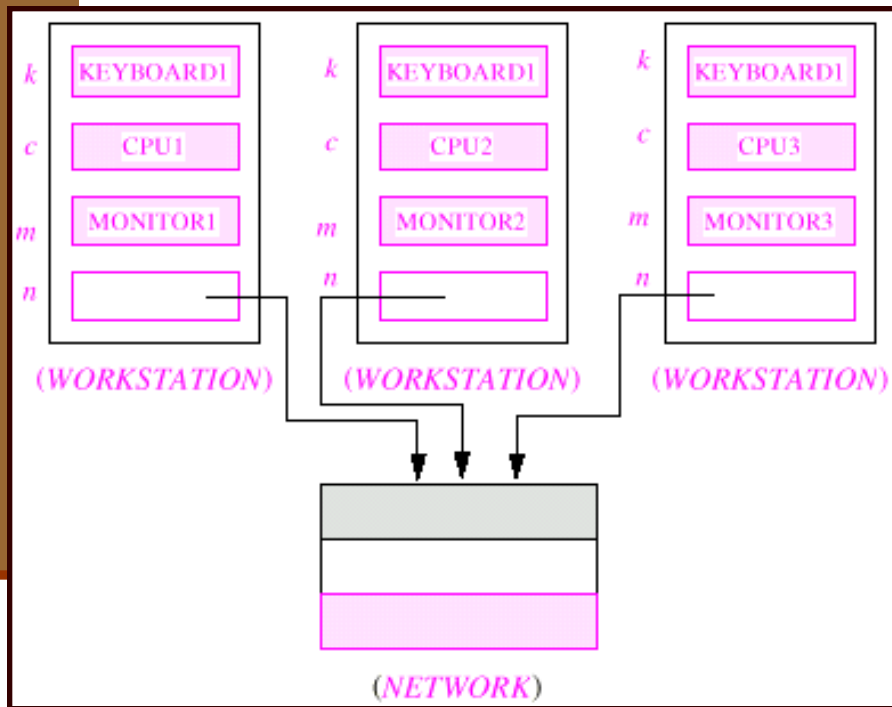 k KEYBOARD1 k KEYBOARD1 k KEYBOARD1
c CPU1 c CPU2 c CPU3
m MONITOR1 m MONITOR2 m MONITOR3
n n n
(WORKSTATION) (WORKSTATION) (WORKSTATION)
(NETWORK)